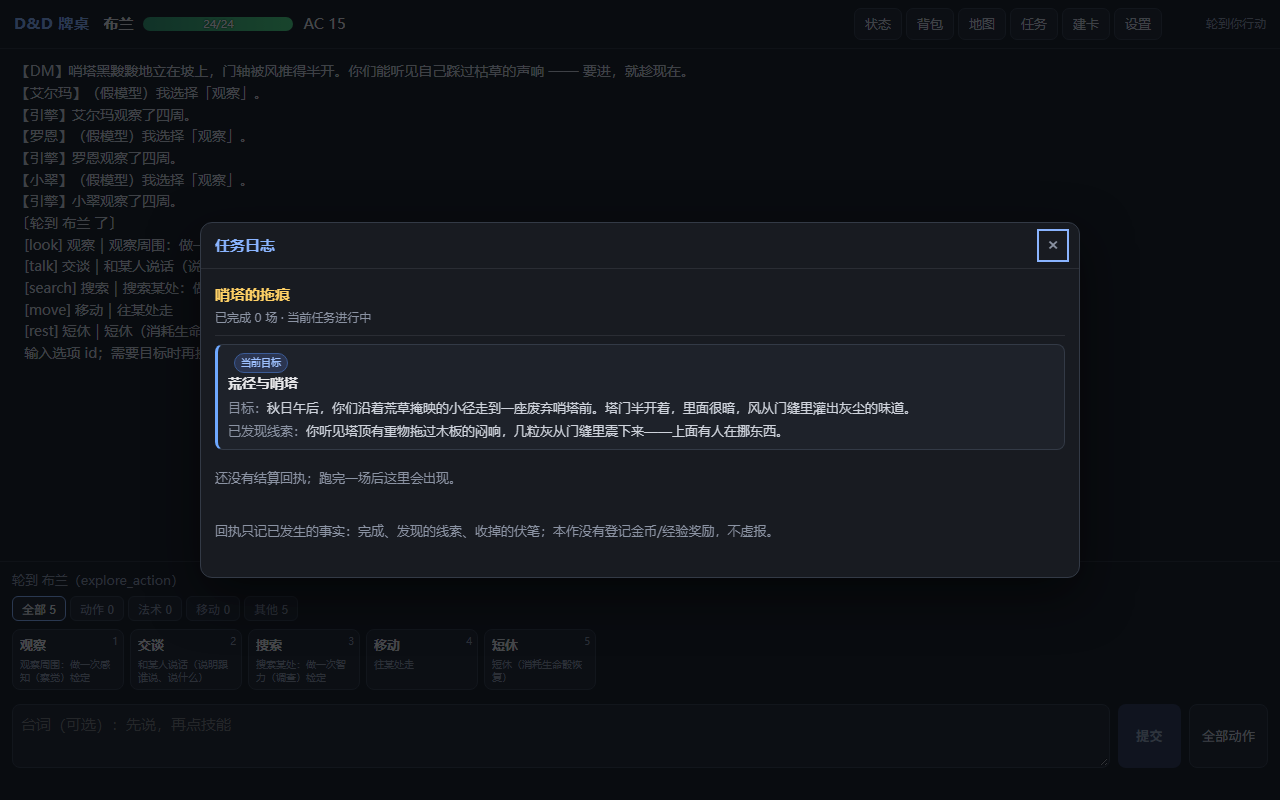 D&D 牌桌 布兰 24/24 AC 15 状态 背包 地图 任务 建卡 设置 轮到你行动
【DM】哨塔黑黢黢地立在坡上，门轴被风推得半开。你们能听见自己踩过枯草的声响 —— 要进，就趁现在。
【艾尔玛】（假模型）我选择「观察」。
【引擎】艾尔玛观察了四周。
【罗恩】（假模型）我选择「观察」。
【引擎】罗恩观察了四周。
【小翠】（假模型）我选择「观察」。
【引擎】小翠观察了四周。
〔轮到 布兰 了〕
[look] 观察 | 观察周围：做一
[talk] 交谈 | 和某人说话（说
[search] 搜索 | 搜索某处：做
[move] 移动 | 往某处走
[rest] 短休 | 短休（消耗生命
输入选项 id；需要目标时再
任务日志 ×
哨塔的拖痕
已完成 0 场 · 当前任务进行中
当前目标
荒径与哨塔
目标：秋日午后，你们沿着荒草掩映的小径走到一座废弃哨塔前。塔门半开着，里面很暗，风从门缝里灌出灰尘的味道。
已发现线索：你听见塔顶有重物拖过木板的闷响，几粒灰从门缝里震下来——上面有人在挪东西。
还没有结算回执；跑完一场后这里会出现。
回执只记已发生的事实：完成、发现的线索、收掉的伏笔；本作没有登记金币/经验奖励，不虚报。
轮到 布兰（explore_action）
全部 5 动作 0 法术 0 移动 0 其他 5
观察 1 交谈 2 搜索 3 移动 4 短休 5
观察周围：做一次感 和某人说话（说明跟 搜索某处：做一次智 往某处走 短休（消耗生命骰恢
知（察觉）检定 谁说、说什么） 力（调查）检定 复）
台词（可选）：先说，再点技能 提交 全部动作